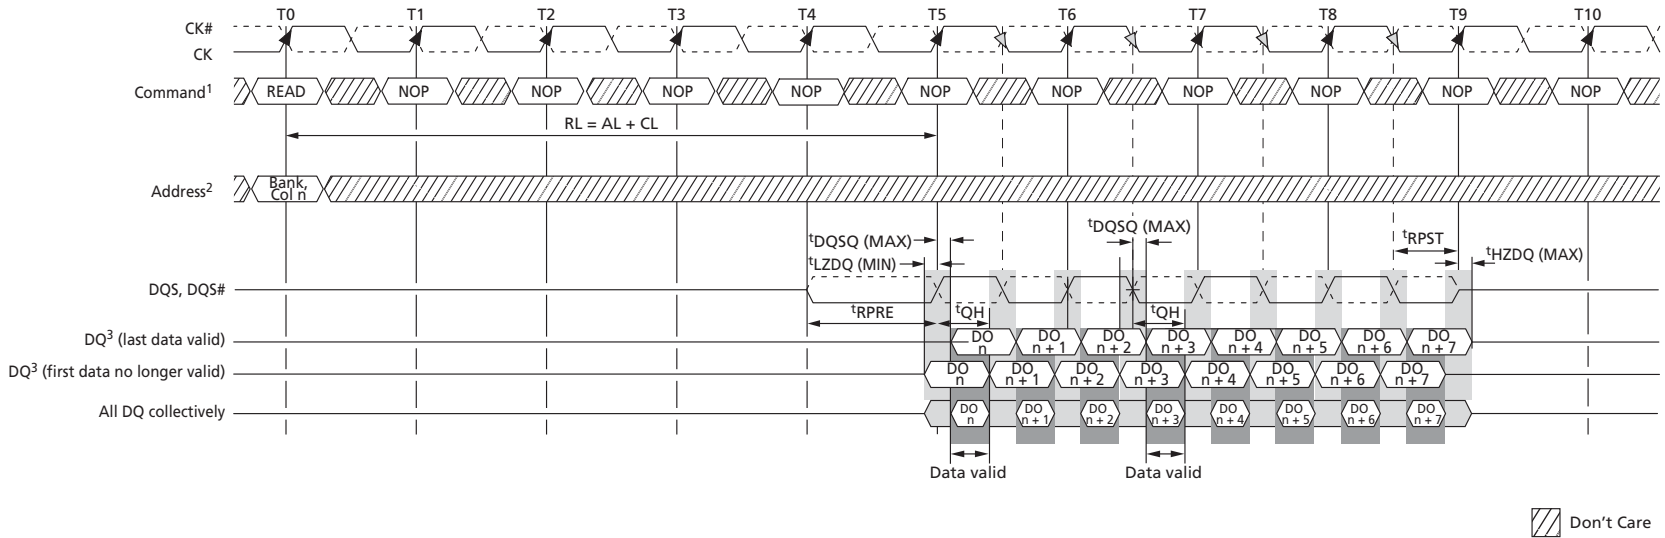 T0 T1 T2 T3 T4 T5 T6 T7 T8 T9 T10
CK#
CK
Command¹ READ NOP NOP NOP NOP NOP NOP NOP NOP NOP NOP
RL = AL + CL
Address² Bank, Col n
tDQSQ (MAX) tDQSQ (MAX) tRPST
tLZDQ (MIN) tHZDQ (MAX)
DQS, DQS#
tRPRE tQH tQH
DQ³ (last data valid) DO n DO n + 1 DO n + 2 DO n + 3 DO n + 4 DO n + 5 DO n + 6 DO n + 7
DQ³ (first data no longer valid) DO n DO n + 1 DO n + 2 DO n + 3 DO n + 4 DO n + 5 DO n + 6 DO n + 7
All DQ collectively DO n DO n + 1 DO n + 2 DO n + 3 DO n + 4 DO n + 5 DO n + 6 DO n + 7
Data valid Data valid
Don't Care